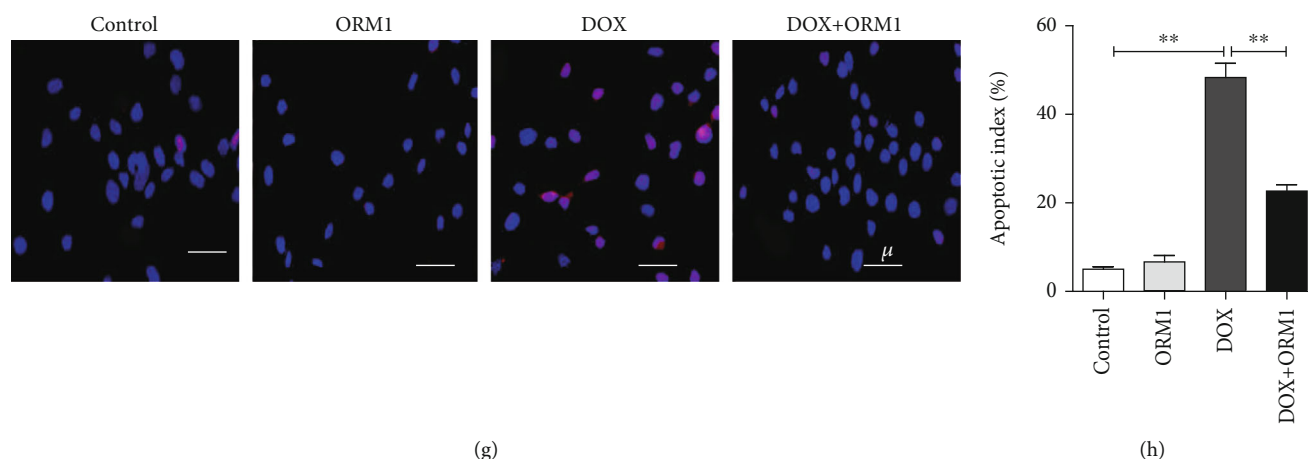 Control
ORM1
DOX
DOX+ORM1
μ
(g)
Apoptotic index (%)
60
40
20
0
**
**
Control
ORM1
DOX
DOX+ORM1
(h)